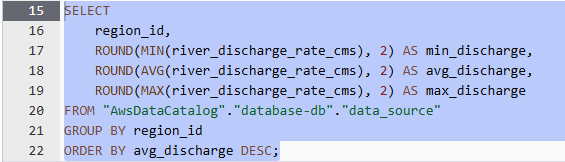 15 SELECT
16 region_id,
17 ROUND(MIN(river_discharge_rate_cms), 2) AS min_discharge,
18 ROUND(AVG(river_discharge_rate_cms), 2) AS avg_discharge,
19 ROUND(MAX(river_discharge_rate_cms), 2) AS max_discharge
20 FROM "AwsDataCatalog"."database-db"."data_source"
21 GROUP BY region_id
22 ORDER BY avg_discharge DESC;